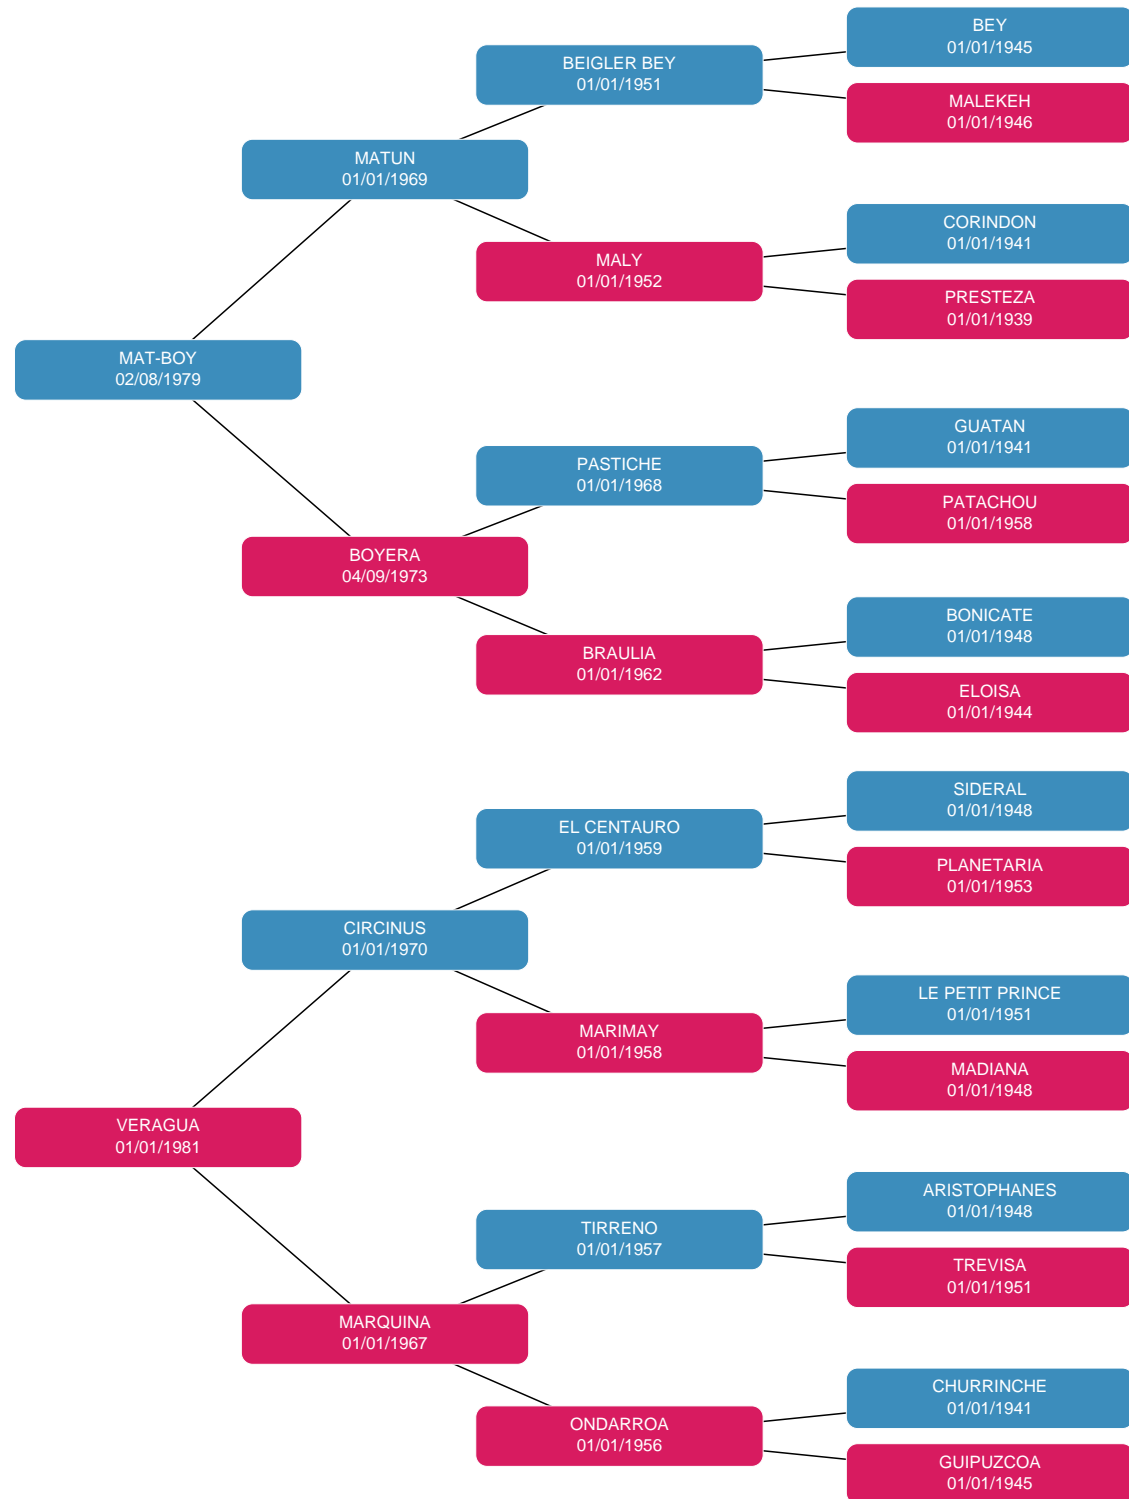 BEY
01/01/1945
BEIGLER BEY
01/01/1951
MALEKEH
01/01/1946
MATUN
01/01/1969
CORINDON
01/01/1941
MALY
01/01/1952
PRESTEZA
01/01/1939
MAT-BOY
02/08/1979
GUATAN
01/01/1941
PASTICHE
01/01/1968
PATACHOU
01/01/1958
BOYERA
04/09/1973
BONICATE
01/01/1948
BRAULIA
01/01/1962
ELOISA
01/01/1944
SIDERAL
01/01/1948
EL CENTAURO
01/01/1959
PLANETARIA
01/01/1953
CIRCINUS
01/01/1970
LE PETIT PRINCE
01/01/1951
MARIMAY
01/01/1958
MADIANA
01/01/1948
VERAGUA
01/01/1981
ARISTOPHANES
01/01/1948
TIRRENO
01/01/1957
TREVISA
01/01/1951
MARQUINA
01/01/1967
CHURRINCHE
01/01/1941
ONDARROA
01/01/1956
GUIPUZCOA
01/01/1945